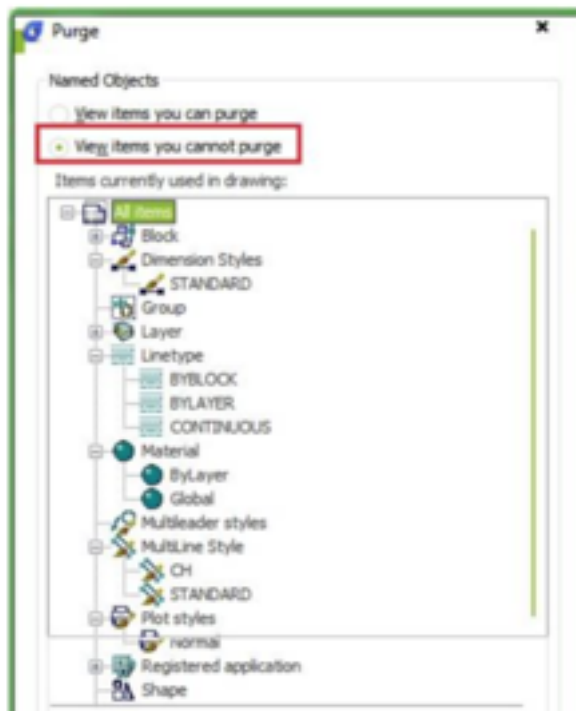 Purge
Named Objects
View items you can purge
View items you cannot purge
Items currently used in drawing:
All items
Block
Dimension Styles
STANDARD
Group
Layer
Linetype
BYBLOCK
BYLAYER
CONTINUOUS
Material
ByLayer
Global
Multileader styles
MultiLine Style
CH
STANDARD
Plot styles
Normal
Registered application
Shape